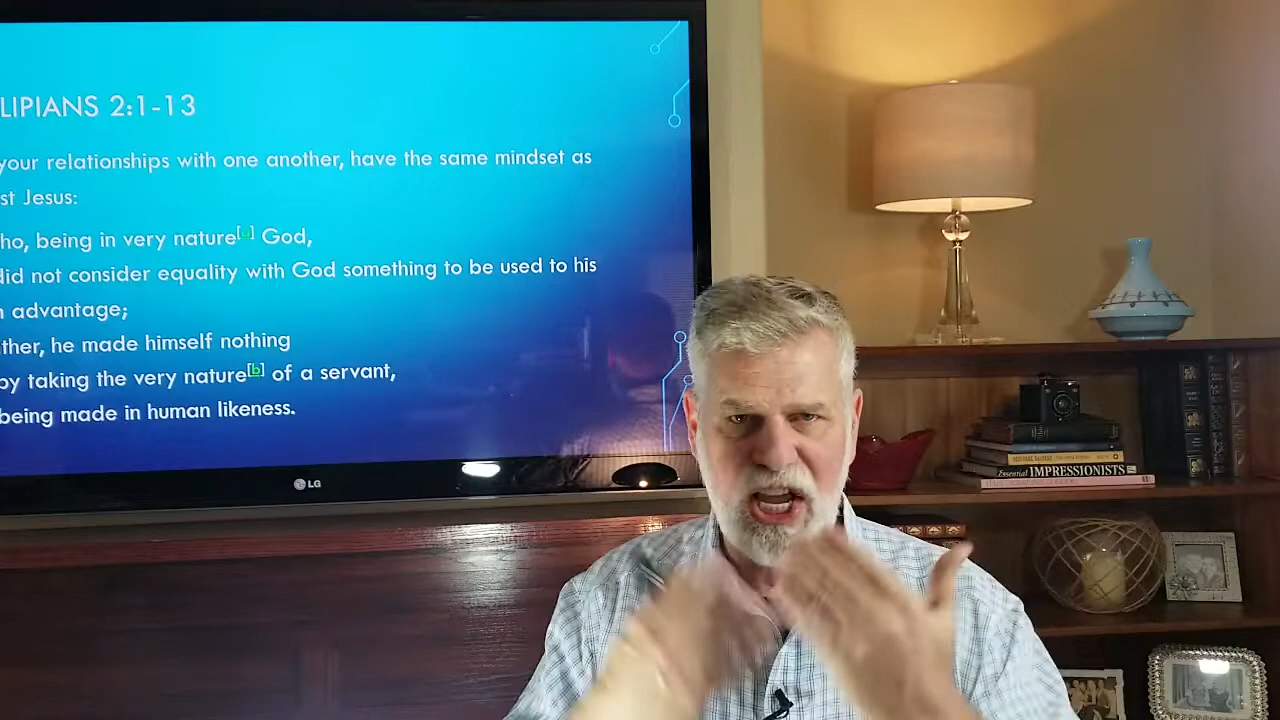 LIPIANS 2:1-13
your relationships with one another, have the same mindset as
st Jesus:
ho, being in very nature[a] God,
did not consider equality with God something to be used to his
n advantage;
ther, he made himself nothing
by taking the very nature[b] of a servant,
being made in human likeness.
LG
Essential IMPRESSIONISTS